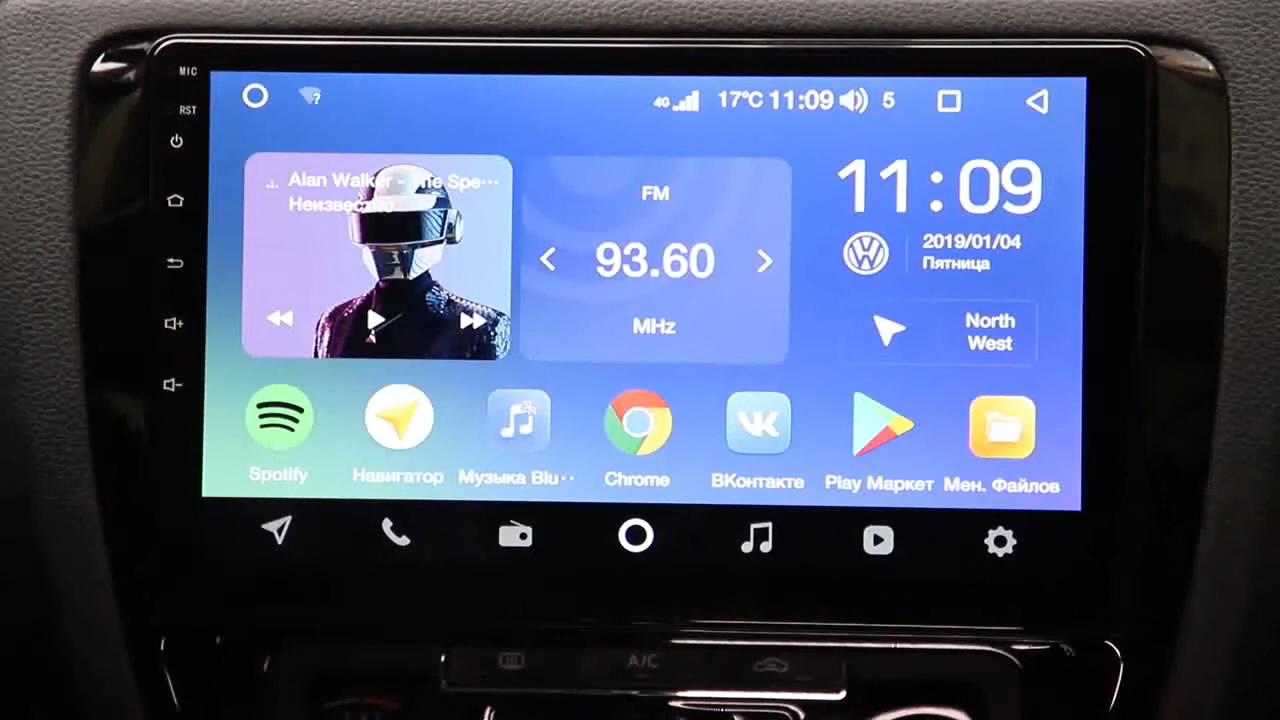 MIC
RST
4G 17°C 11:09 5
Alan Walker - The Spe...
Неизвестно
FM
93.60
MHz
11:09
2019/01/04
Пятница
North
West
Spotify
Навигатор
Музыка Blu..
Chrome
ВКонтакте
Play Маркет
Мен. Файлов
A/C